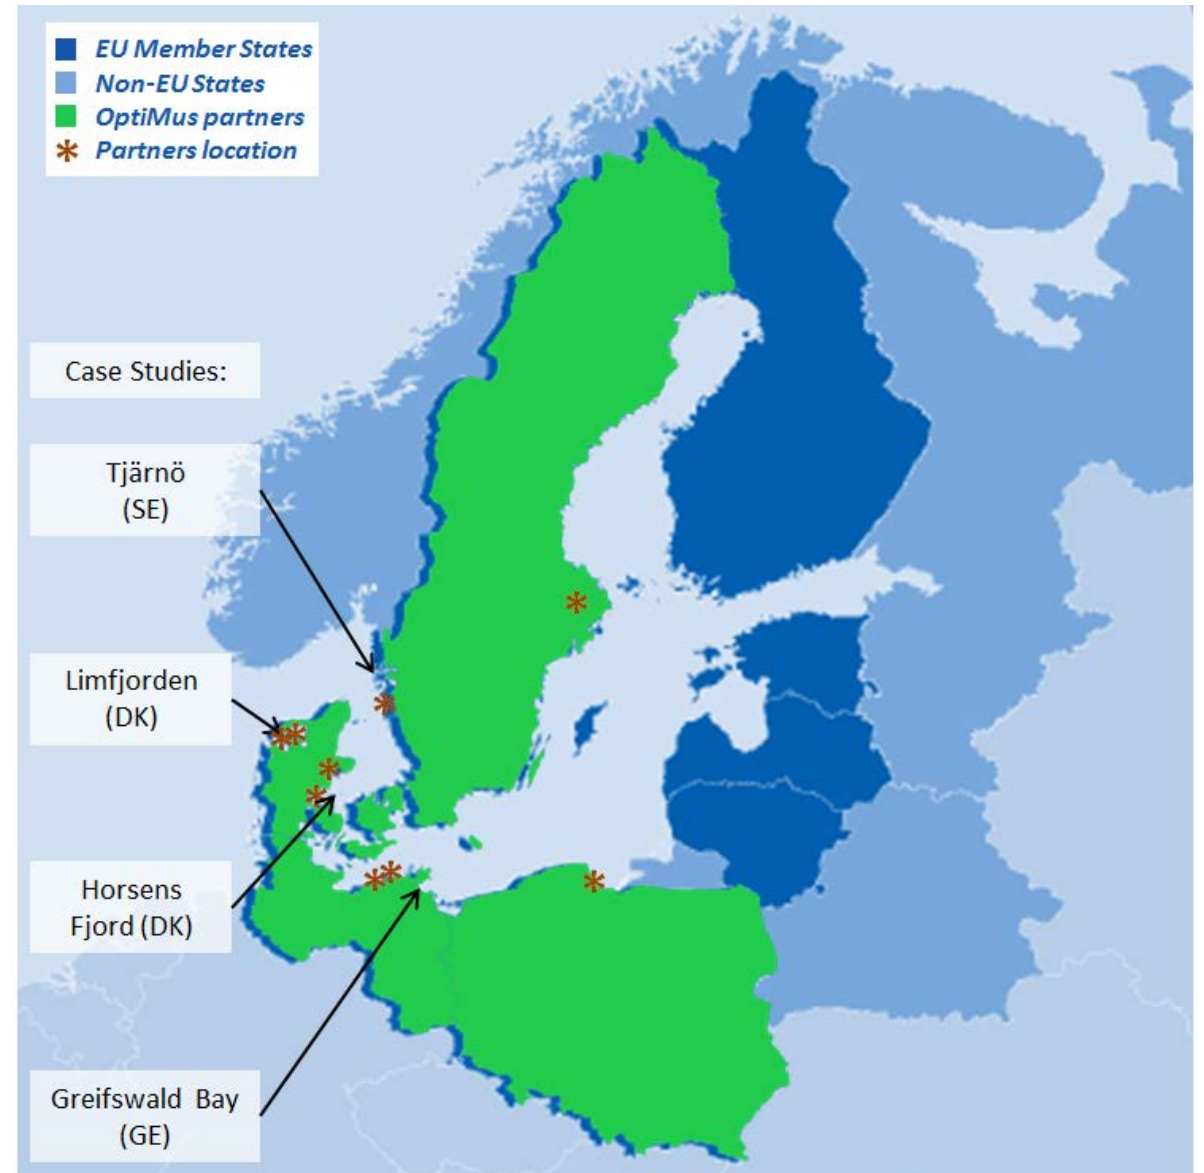 EU Member States
Non-EU States
OptiMus partners
Partners location
Case Studies:
Tjärnö
(SE)
Limfjorden
(DK)
Horsens
Fjord (DK)
Greifswald Bay
(GE)